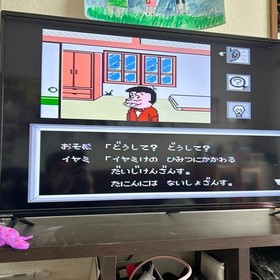 おそ松 「どうして? どうして?
イヤミ 「イヤミけの ひみつにかかわる
だいじけんざんす。
たにんには ないしょざんす。